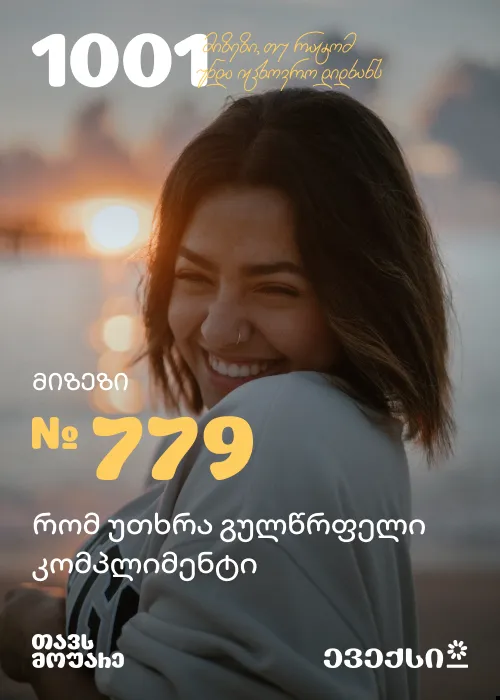 1001 მიზეზი, თუ რატომ
უნდა იცხოვრო დიდხანს
მიზეზი
№ 779
რომ უთხრა გულწრფელი
კომპლიმენტი
თავს
მოუარე
ევექსი